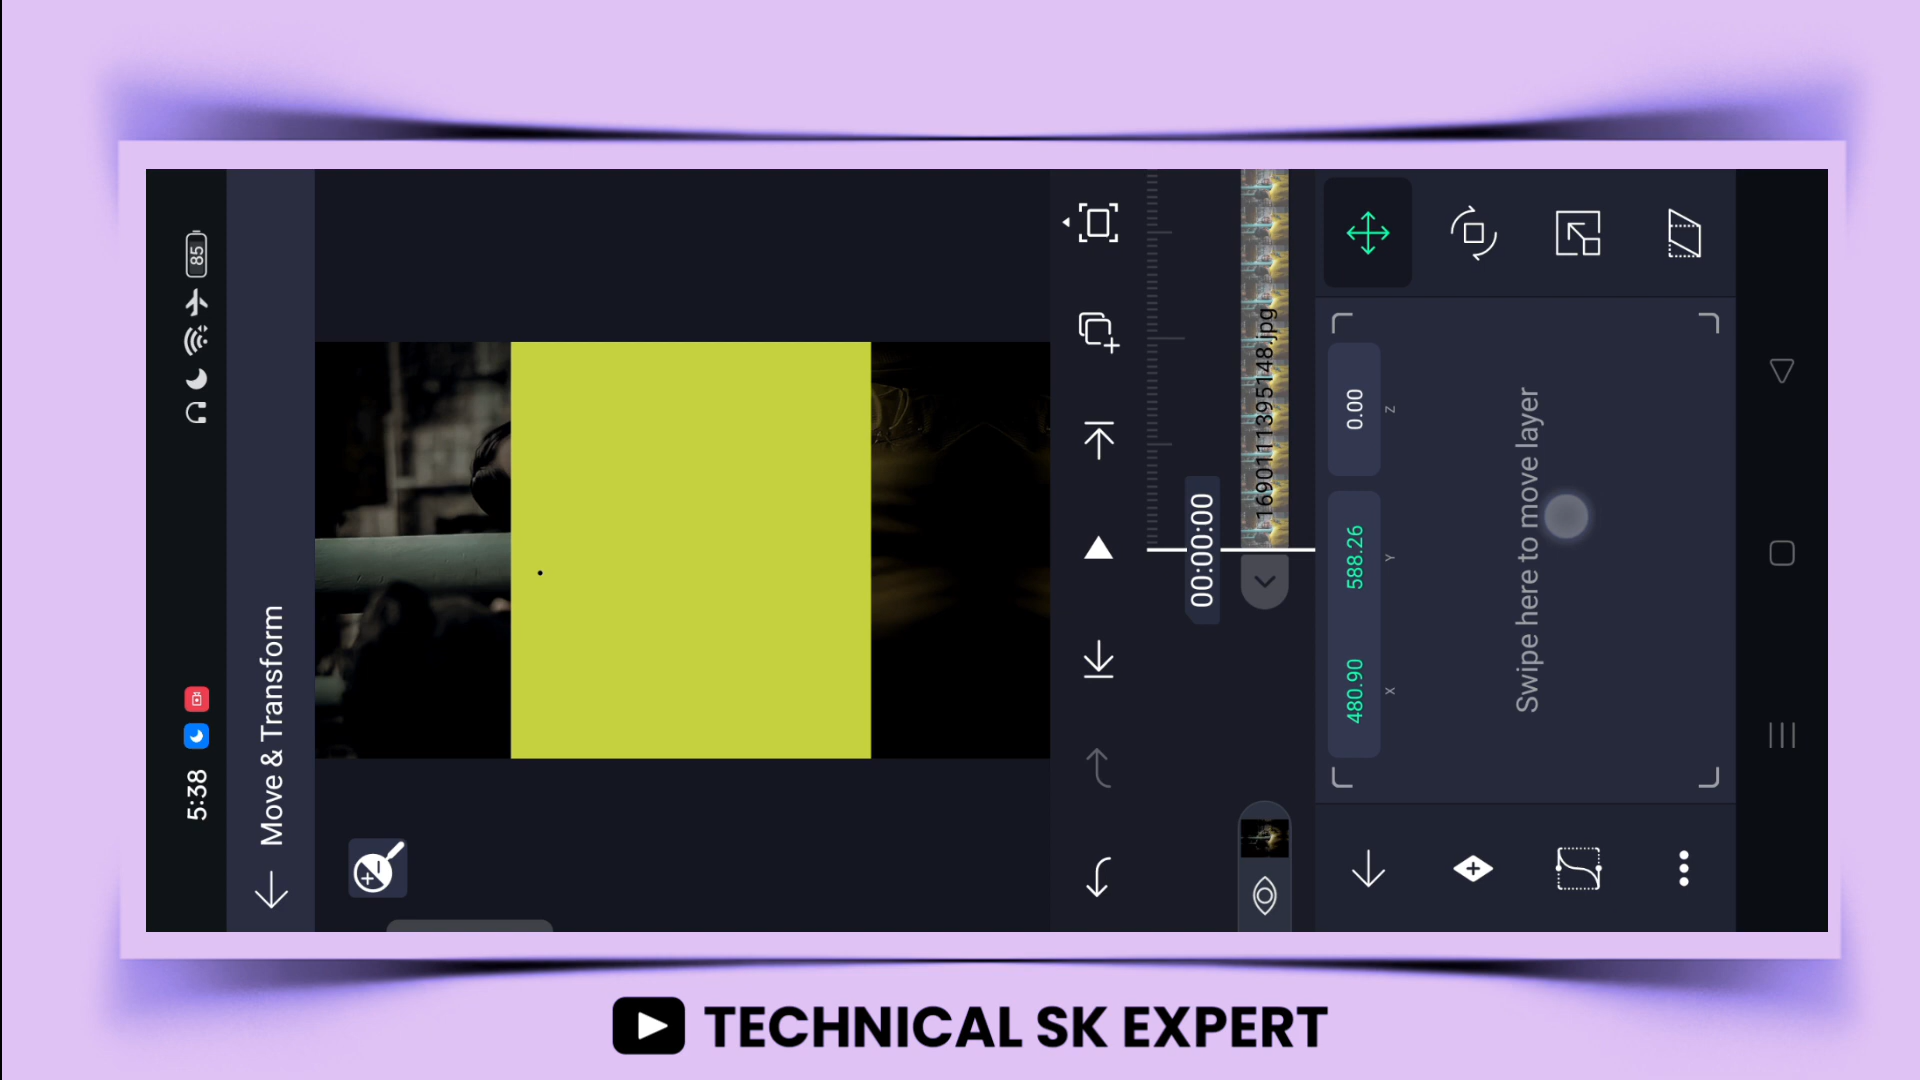 5:38
85
Move & Transform
00:00:00
1690111395148.jpg
480.90 588.26 0.00
X Y Z
Swipe here to move layer
TECHNICAL SK EXPERT